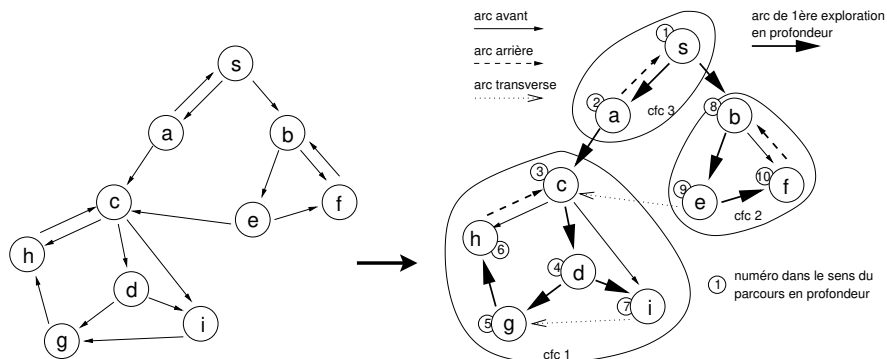 s
a
b
c
e
f
h
d
g
i
arc avant
arc arrière
arc transverse
arc de 1ère exploration
en profondeur
1
s
2
a
cfc 3
8
b
3
c
9
e
10
f
cfc 2
h
6
4
d
5
g
7
i
cfc 1
1
numéro dans le sens du
parcours en profondeur